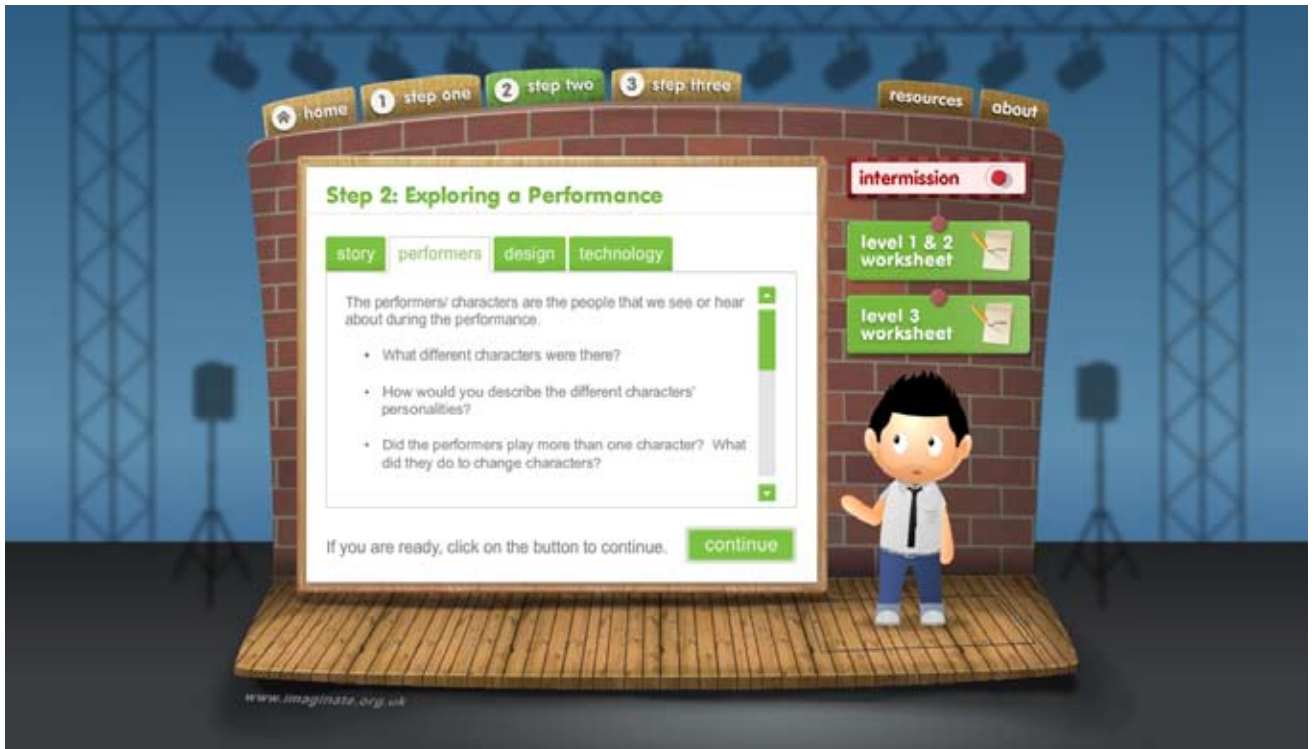 home
1 step one
2 step two
3 step three
resources
about
Step 2: Exploring a Performance
story
performers
design
technology
The performers/ characters are the people that we see or hear
about during the performance.
• What different characters were there?
• How would you describe the different characters'
personalities?
• Did the performers play more than one character? What
did they do to change characters?
If you are ready, click on the button to continue.
continue
intermission
level 1 & 2
worksheet
level 3
worksheet
www.imaginate.org.uk